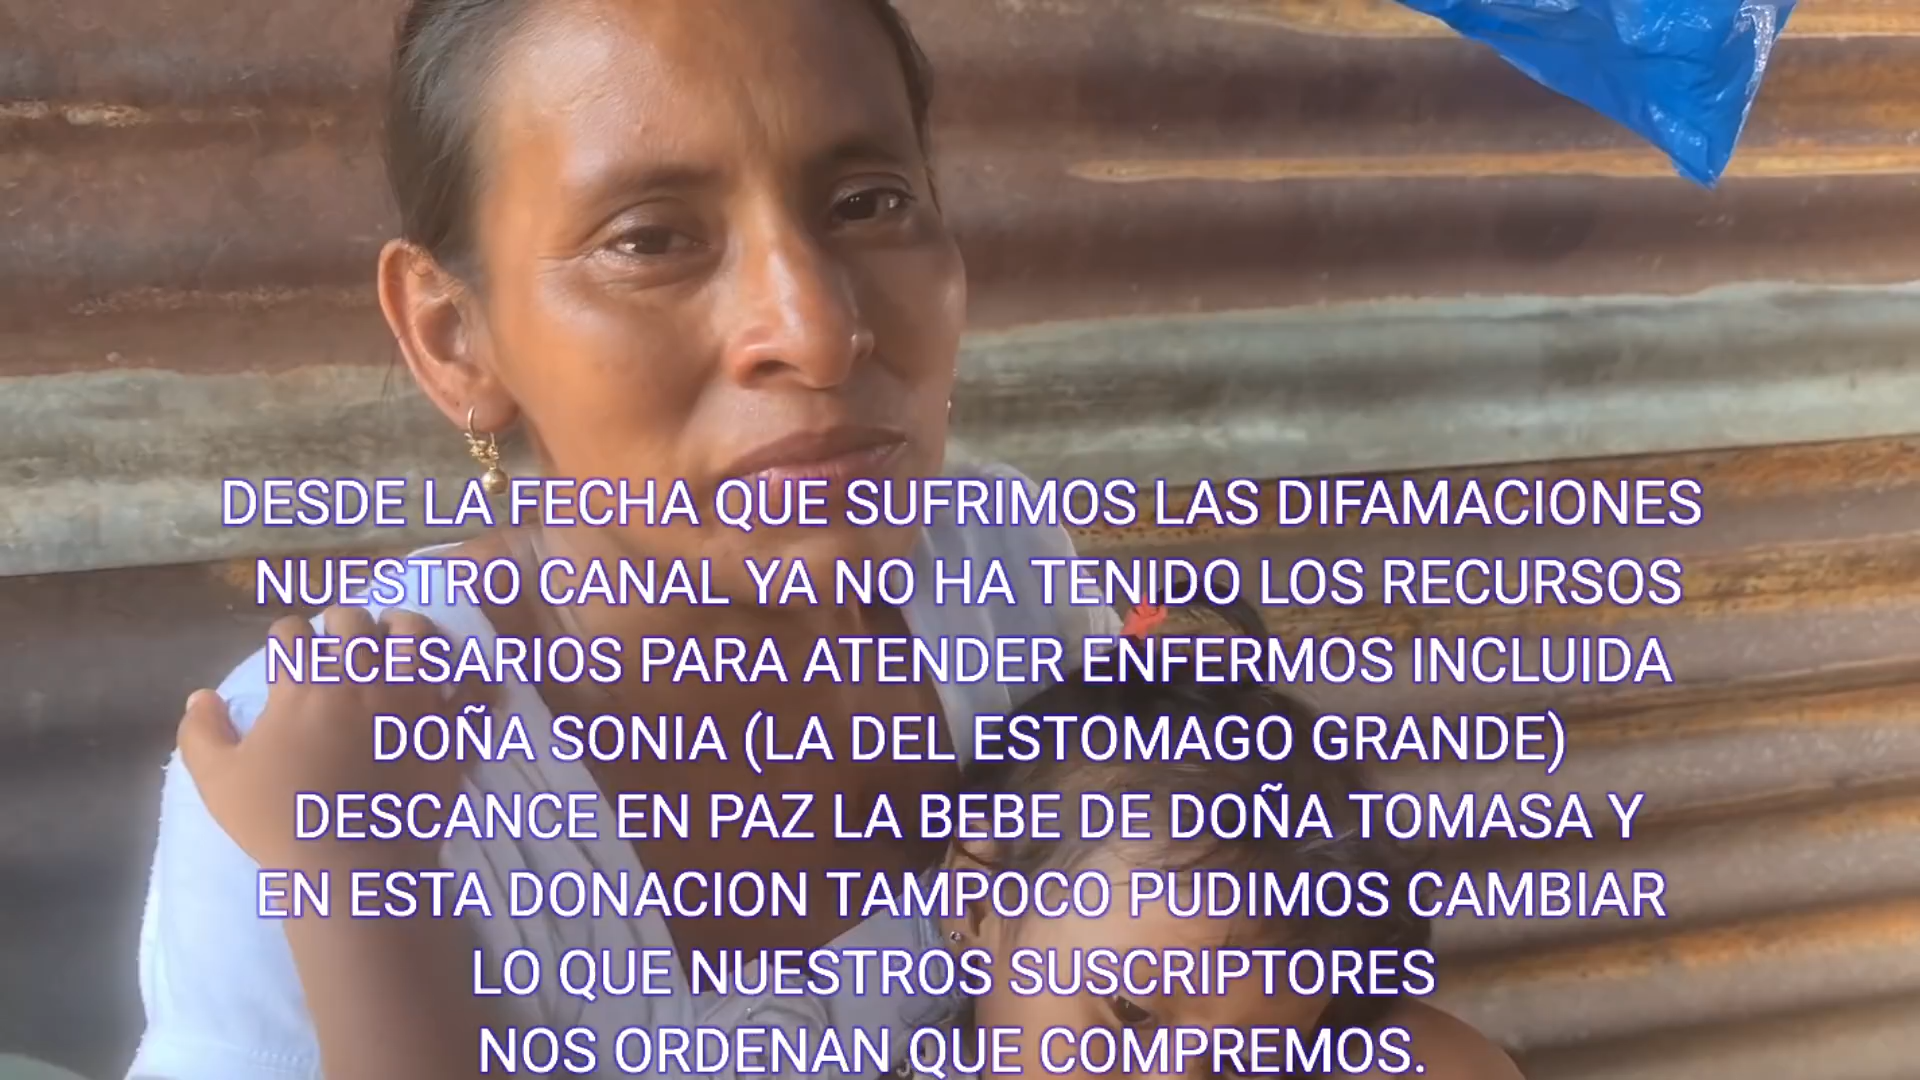 DESDE LA FECHA QUE SUFRIMOS LAS DIFAMACIONES
NUESTRO CANAL YA NO HA TENIDO LOS RECURSOS
NECESARIOS PARA ATENDER ENFERMOS INCLUIDA
DOÑA SONIA (LA DEL ESTOMAGO GRANDE)
DESCANCE EN PAZ LA BEBE DE DOÑA TOMASA Y
EN ESTA DONACION TAMPOCO PUDIMOS CAMBIAR
LO QUE NUESTROS SUSCRIPTORES
NOS ORDENAN QUE COMPREMOS.